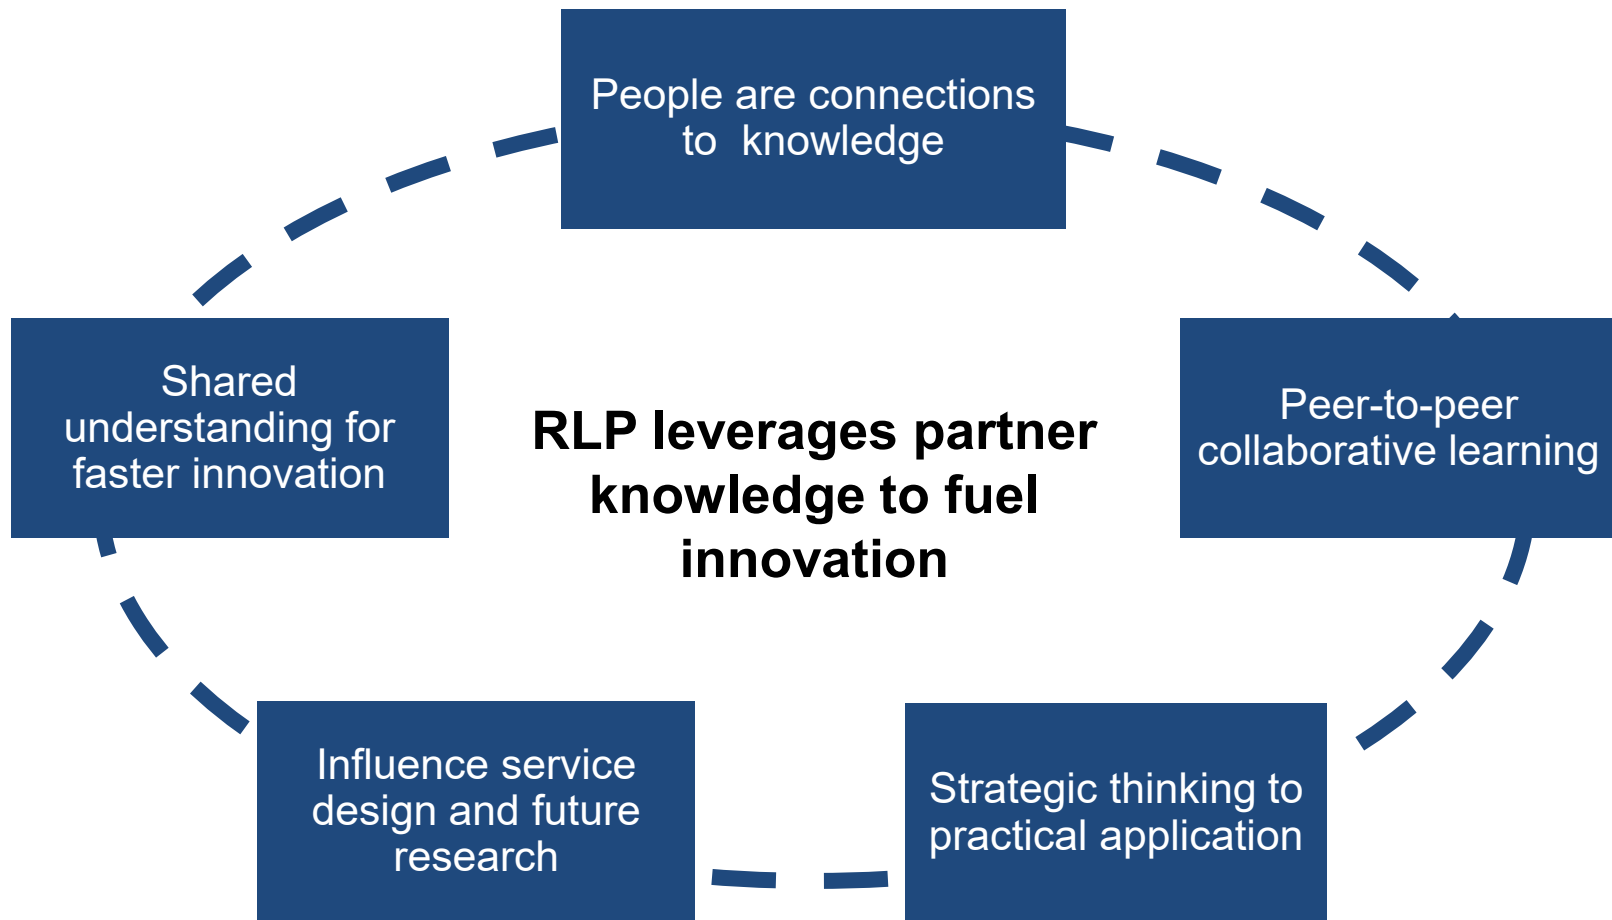 People are connections
to  knowledge
Shared
understanding for
faster innovation
RLP leverages partner
knowledge to fuel
innovation
Peer-to-peer
collaborative learning
Influence service
design and future
research
Strategic thinking to
practical application